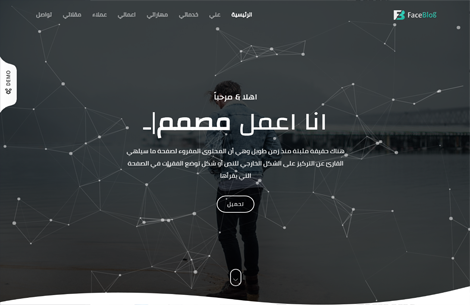 FaceBlog
الرئيسية عني خدماتي مهاراتي اعمالي عملاء مقالاتي تواصل
DEMO
اهلا & مرحباً
انا اعمل مصمم|_
هناك حقيقة مثبتة منذ زمن طويل وهي أن المحتوى المقروء لصفحة ما سيلهي
القارئ عن التركيز على الشكل الخارجي للنص أو شكل توضع الفقرات في الصفحة
التي يقرأها
تحميل